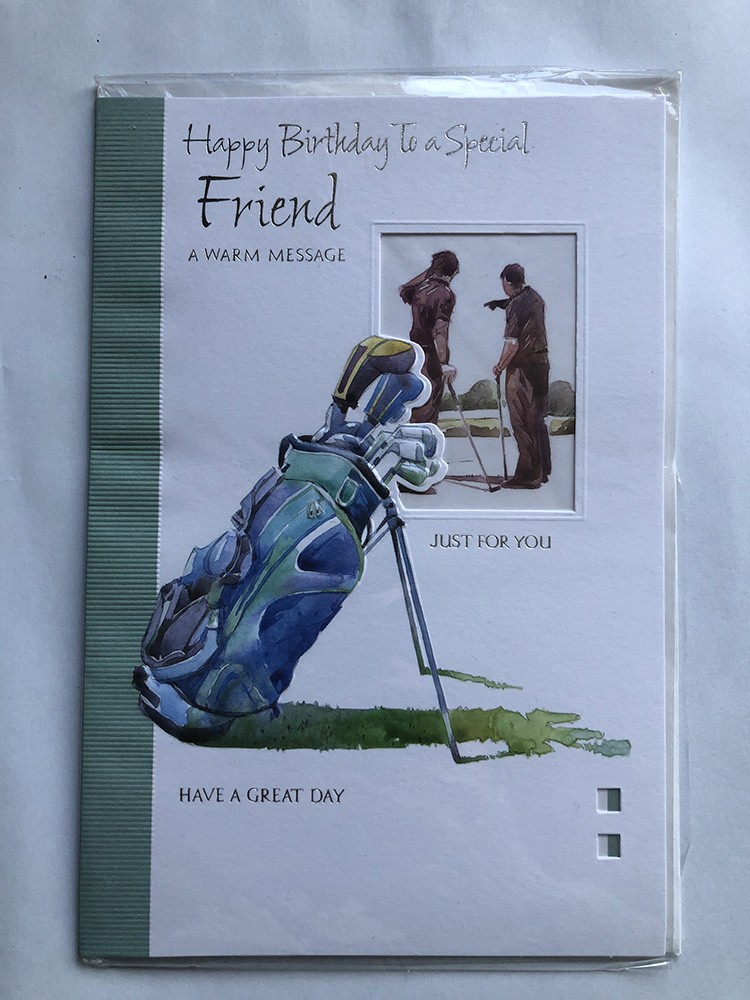 Happy Birthday To a Special
Friend
A WARM MESSAGE
JUST FOR YOU
HAVE A GREAT DAY